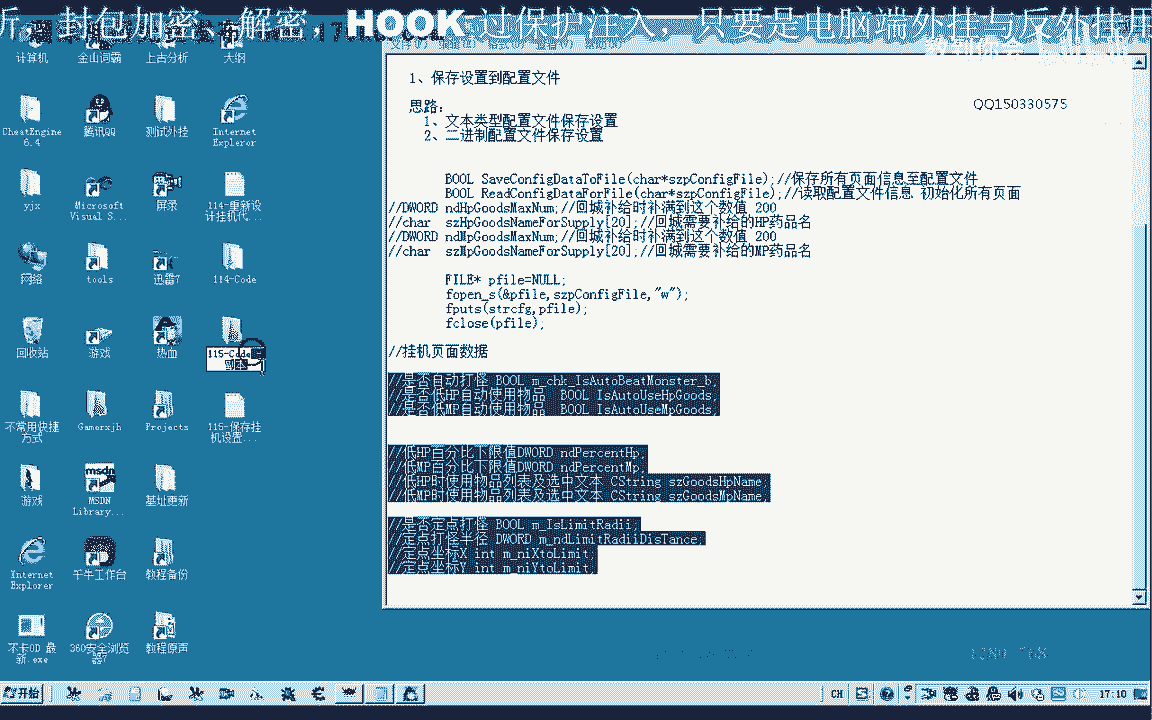 听，封包加密、解密，HOOK 过保护注入，只要是电脑端外挂与反外挂用
教到你会
计算机
金山词霸
上古分析
大纲
文件(F) 编辑(E) 格式(O) 查看(V) 帮助(H)
1、保存设置到配置文件
QQ150330575
思路：
1、文本类型配置文件保存设置
2、二进制配置文件保存设置
CheatEngine 6.4
腾讯QQ
测试外挂
Internet Explorer
BOOL SaveConfigDataToFile(char*szpConfigFile);//保存所有页面信息至配置文件
BOOL ReadConfigDataForFile(char*szpConfigFile);//读取配置文件信息 初始化所有页面
//DWORD ndHpGoodsMaxNum;//回城补给时补满到这个数值 200
//char  szHpGoodsNameForSupply[20];//回城需要补给的HP药品名
//DWORD ndMpGoodsMaxNum;//回城补给时补满到这个数值 200
//char  szMpGoodsNameForSupply[20];//回城需要补给的MP药品名
yjx
Microsoft Visual S...
屏录
114-重新设计挂机代...
FILE* pfile=NULL;
fopen_s(&pfile,szpConfigFile,"w");
fputs(strcfg,pfile);
fclose(pfile);
网络
tools
迅雷7
114-Code
//挂机页面数据
回收站
游戏
热血
115-Code - 副本
//是否自动打怪 BOOL m_chk_IsAutoBeatMonster_b;
//是否低HP自动使用物品  BOOL IsAutoUseHpGoods;
//是否低MP自动使用物品  BOOL IsAutoUseMpGoods;
不常用快捷方式
Gamerxjh
Projects
115-保存挂机设置...
//低HP百分比下限值DWORD ndPercentHp;
//低MP百分比下限值DWORD ndPercentMp;
//低HP时使用物品列表及选中文本 CString szGoodsHpName;
//低MP时使用物品列表及选中文本 CString szGoodsMpName;
游戏
MSDN Library...
基址更新
//是否定点打怪 BOOL m_IsLimitRadii;
//定点打怪半径 DWORD m_ndLimitRadiiDisTance;
//定点坐标X int m_niXtoLimit;
//定点坐标Y int m_niYtoLimit;
Internet Explorer
千牛工作台
教程备份
不卡OD 最新.exe
360安全浏览器7
教程原声
开始
CH
17:10